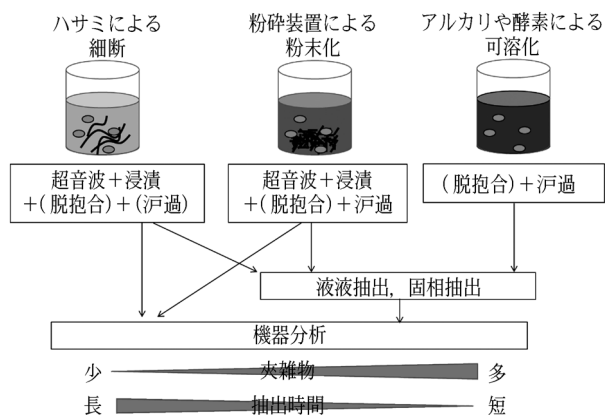 ハサミによる
細断
粉砕装置による
粉末化
アルカリや酵素による
可溶化
超音波＋浸漬
＋(脱抱合)＋(沪過)
超音波＋浸漬
＋(脱抱合)＋沪過
(脱抱合)＋沪過
液液抽出，固相抽出
機器分析
少 夾雑物 多
長 抽出時間 短